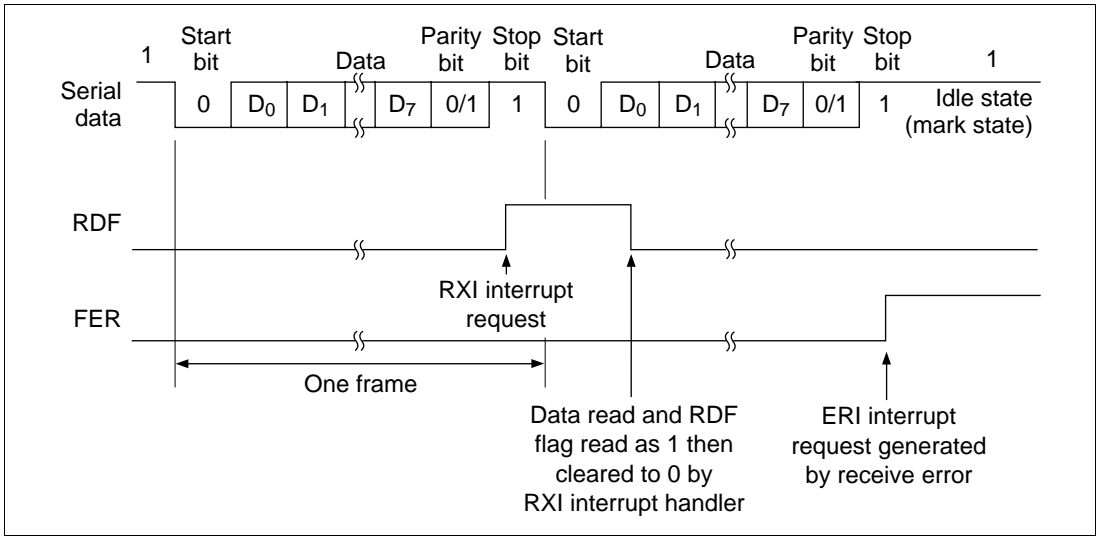 1 Start bit Data Parity bit Stop bit Start bit Data Parity bit Stop bit 1
Serial data 0 D0 D1 D7 0/1 1 0 D0 D1 D7 0/1 1 Idle state (mark state)
RDF
RXI interrupt
request
FER
One frame
Data read and RDF
flag read as 1 then
cleared to 0 by
RXI interrupt handler
ERI interrupt
request generated
by receive error